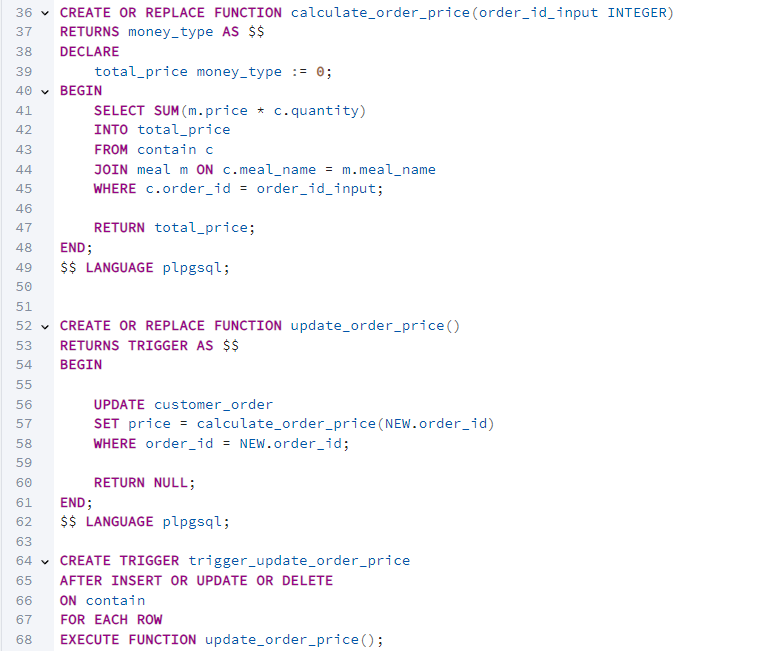 36 CREATE OR REPLACE FUNCTION calculate_order_price(order_id_input INTEGER)
37 RETURNS money_type AS $$
38 DECLARE
39     total_price money_type := 0;
40 BEGIN
41     SELECT SUM(m.price * c.quantity)
42     INTO total_price
43     FROM contain c
44     JOIN meal m ON c.meal_name = m.meal_name
45     WHERE c.order_id = order_id_input;
46
47     RETURN total_price;
48 END;
49 $$ LANGUAGE plpgsql;
50
51
52 CREATE OR REPLACE FUNCTION update_order_price()
53 RETURNS TRIGGER AS $$
54 BEGIN
55
56     UPDATE customer_order
57     SET price = calculate_order_price(NEW.order_id)
58     WHERE order_id = NEW.order_id;
59
60     RETURN NULL;
61 END;
62 $$ LANGUAGE plpgsql;
63
64 CREATE TRIGGER trigger_update_order_price
65 AFTER INSERT OR UPDATE OR DELETE
66 ON contain
67 FOR EACH ROW
68 EXECUTE FUNCTION update_order_price();